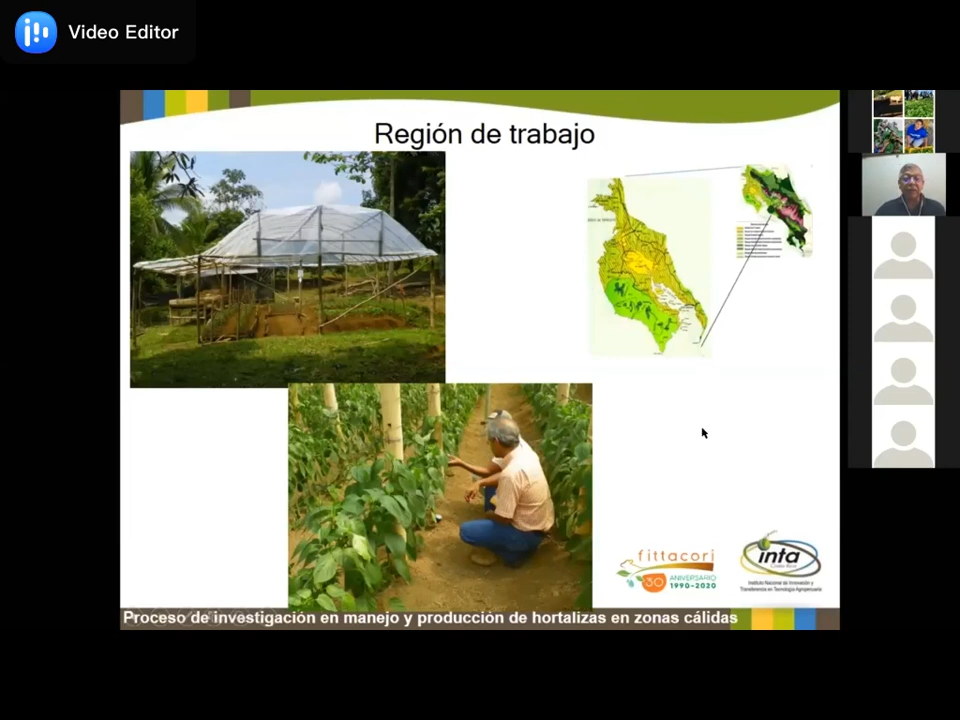 Video Editor
Región de trabajo
fittacori
30 ANIVERSARIO
1990-2020
inta
COSTA RICA
Instituto Nacional de Innovación y
Transferencia en Tecnología Agropecuaria
Proceso de investigación en manejo y producción de hortalizas en zonas cálidas